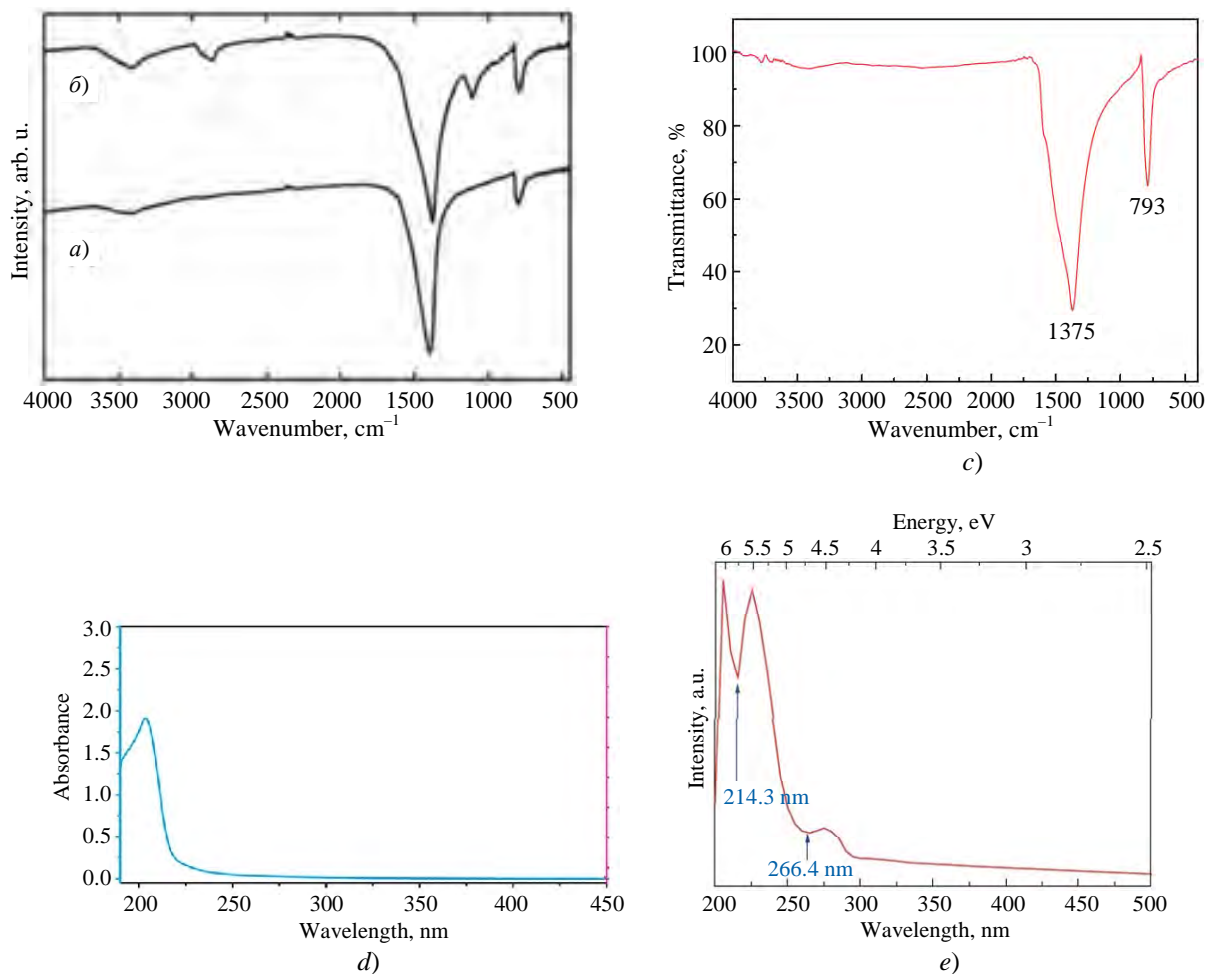 б)
а)
Intensity, arb. u.
4000 3500 3000 2500 2000 1500 1000 500
Wavenumber, cm⁻¹
100
80
60
40
20
Transmittance, %
1375
793
4000 3500 3000 2500 2000 1500 1000 500
Wavenumber, cm⁻¹
c)
3.0
2.5
2.0
1.5
1.0
0.5
0.0
Absorbance
200 250 300 350 400 450
Wavelength, nm
d)
Energy, eV
6 5.5 5 4.5 4 3.5 3 2.5
Intensity, a.u.
214.3 nm
266.4 nm
200 250 300 350 400 450 500
Wavelength, nm
e)